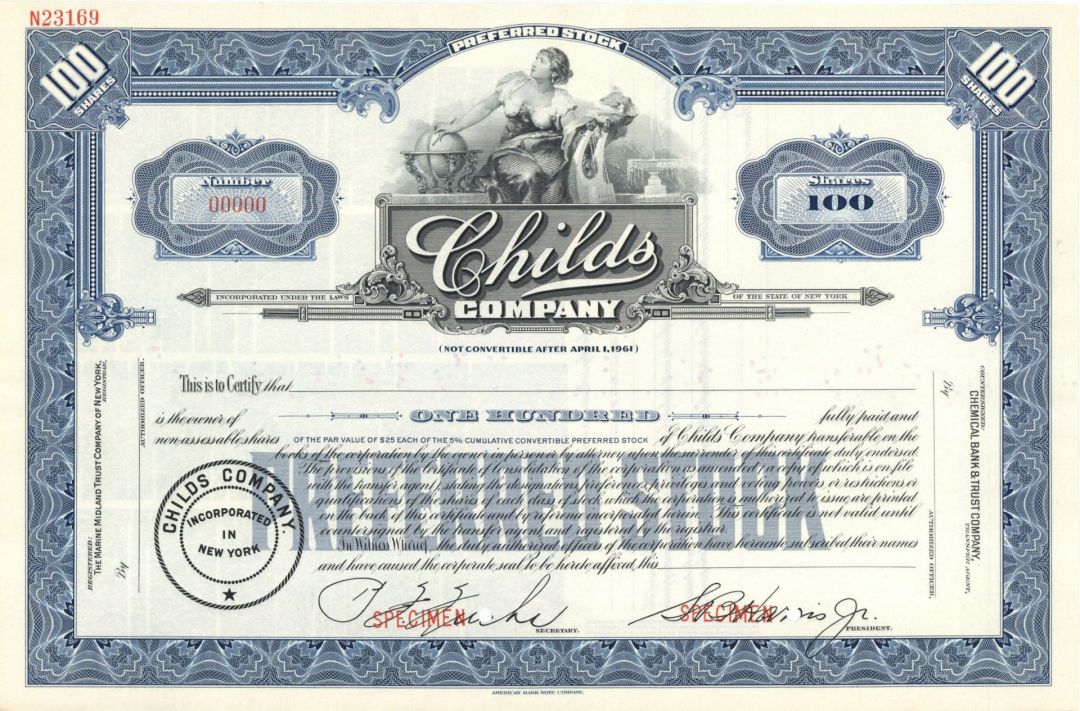 N23169
100 SHARES
PREFERRED STOCK
100 SHARES
Number
00000
Shares
100
Childs
COMPANY
INCORPORATED UNDER THE LAWS
OF THE STATE OF NEW YORK
(NOT CONVERTIBLE AFTER APRIL 1, 1961)
This is to Certify that
is the owner of ONE HUNDRED fully paid and
non-assessable shares OF THE PAR VALUE OF $25 EACH OF THE 5% CUMULATIVE CONVERTIBLE PREFERRED STOCK of Childs Company transferable on the
books of the corporation by the owner in person or by attorney upon the surrender of this certificate duly endorsed.
The provisions of the certificate of consolidation of the corporation as amended (a copy of which is on file
with the transfer agent), stating the designations, preferences, privileges and voting powers or restrictions or
qualifications of the shares of each class of stock which the corporation is authorized to issue, are printed
on the back of this certificate and by reference incorporated herein. This certificate is not valid until
countersigned by the transfer agent, and registered by the registrar.
In Witness Whereof, the duly authorized officers of the corporation have hereunto subscribed their names
and have caused the corporate seal to be hereto affixed, this
PREFERRED STOCK
CHILDS COMPANY.
INCORPORATED
IN
NEW YORK
SPECIMEN
SECRETARY.
SPECIMEN
Jr.
PRESIDENT.
REGISTERED:
THE MARINE MIDLAND TRUST COMPANY OF NEW YORK,
REGISTRAR,
By
AUTHORIZED OFFICER.
COUNTERSIGNED:
CHEMICAL BANK & TRUST COMPANY,
TRANSFER AGENT,
By
AUTHORIZED OFFICER.
AMERICAN BANK NOTE COMPANY.